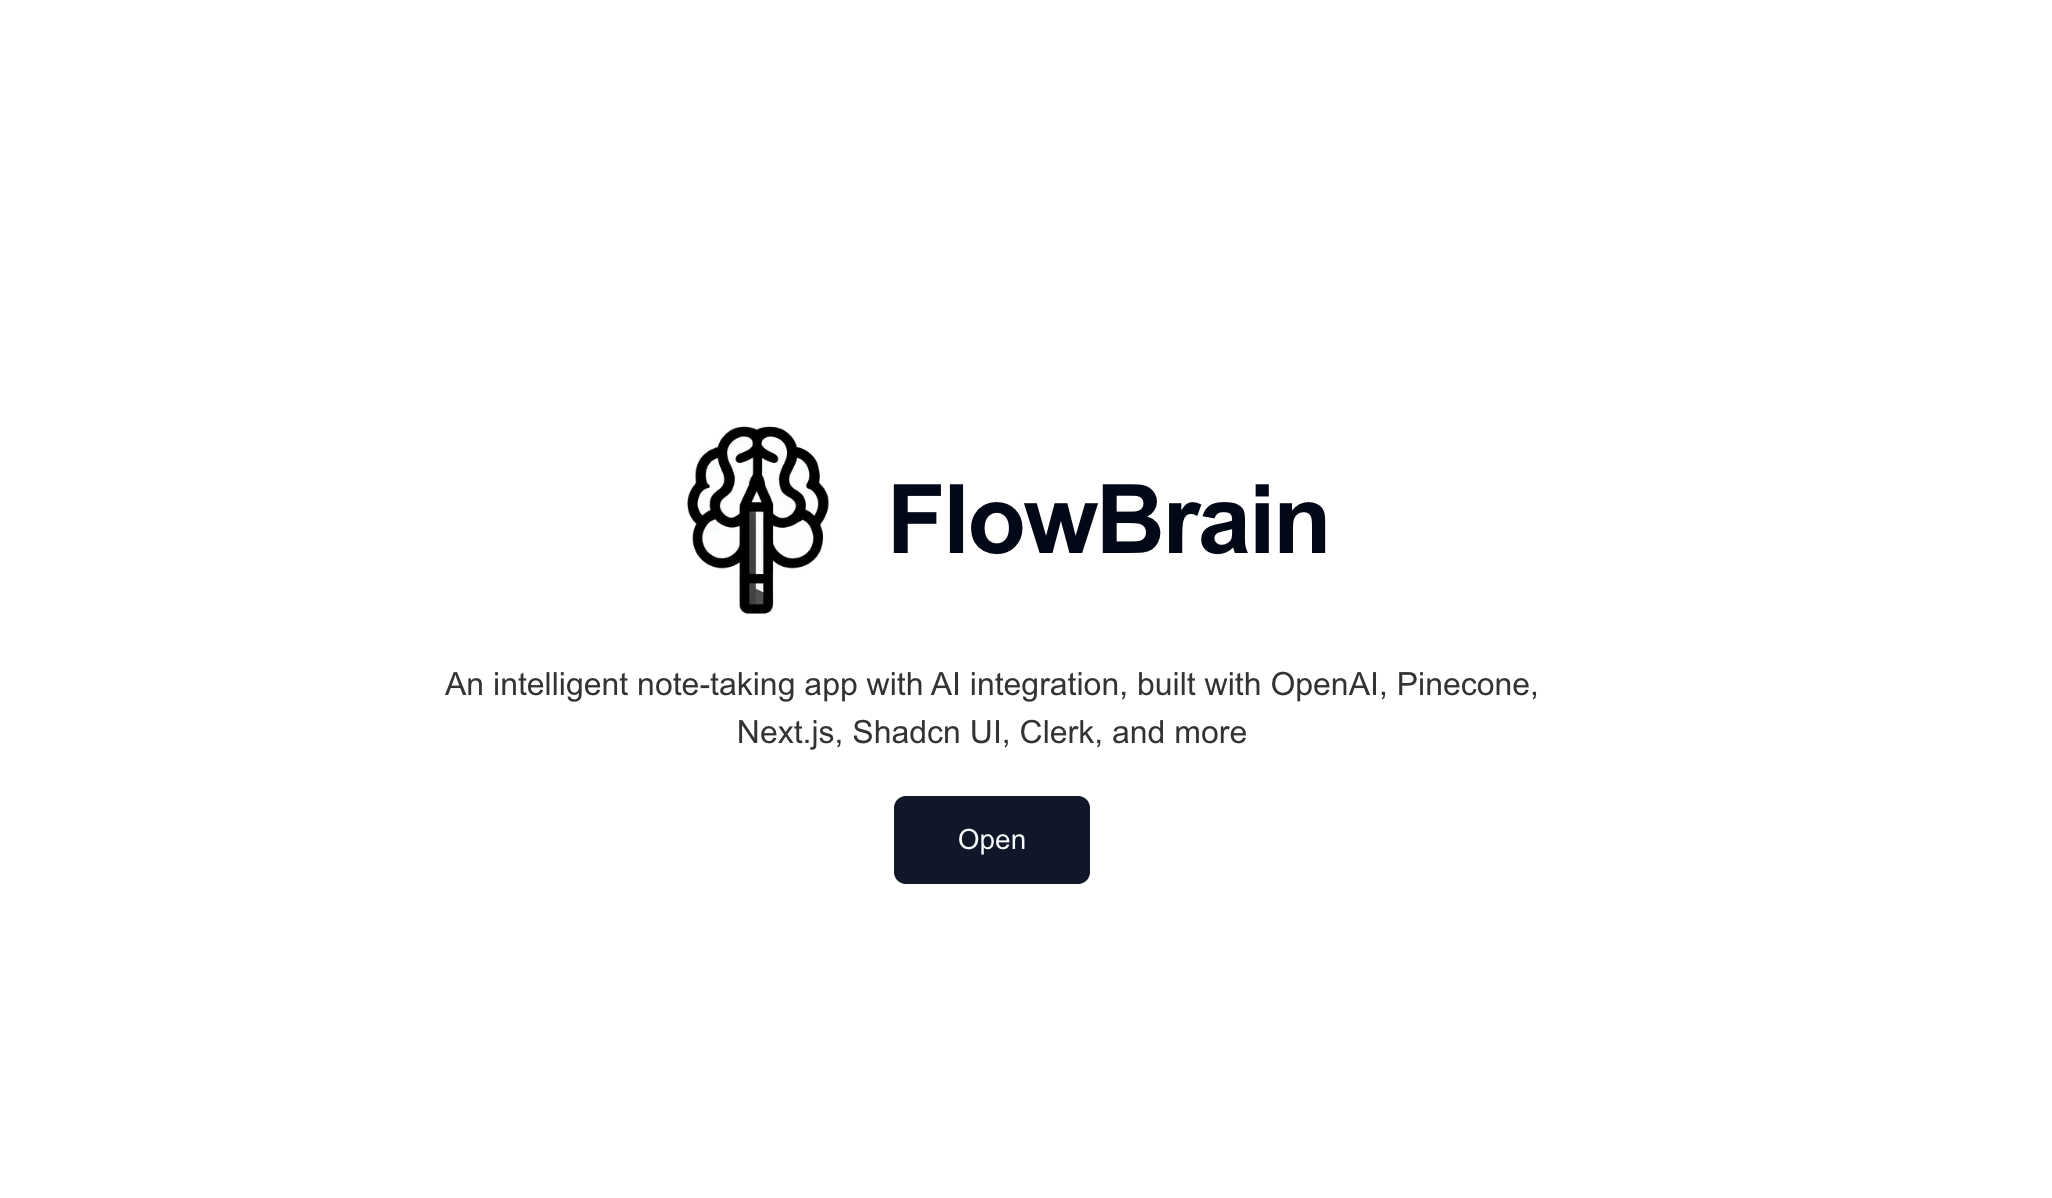 FlowBrain
An intelligent note-taking app with AI integration, built with OpenAI, Pinecone,
Next.js, Shadcn UI, Clerk, and more
Open